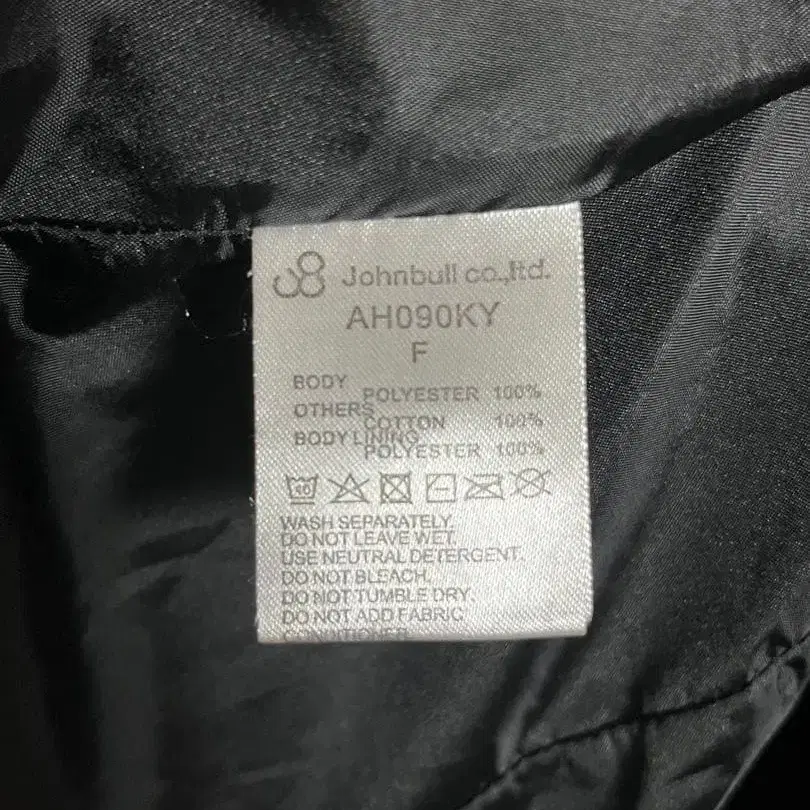 Johnbull co.,ltd.
AH090KY
F
BODY
POLYESTER 100%
OTHERS
COTTON 100%
BODY LINING
POLYESTER 100%
40
WASH SEPARATELY.
DO NOT LEAVE WET.
USE NEUTRAL DETERGENT.
DO NOT BLEACH.
DO NOT TUMBLE DRY.
DO NOT ADD FABRIC
CONDITIONER.